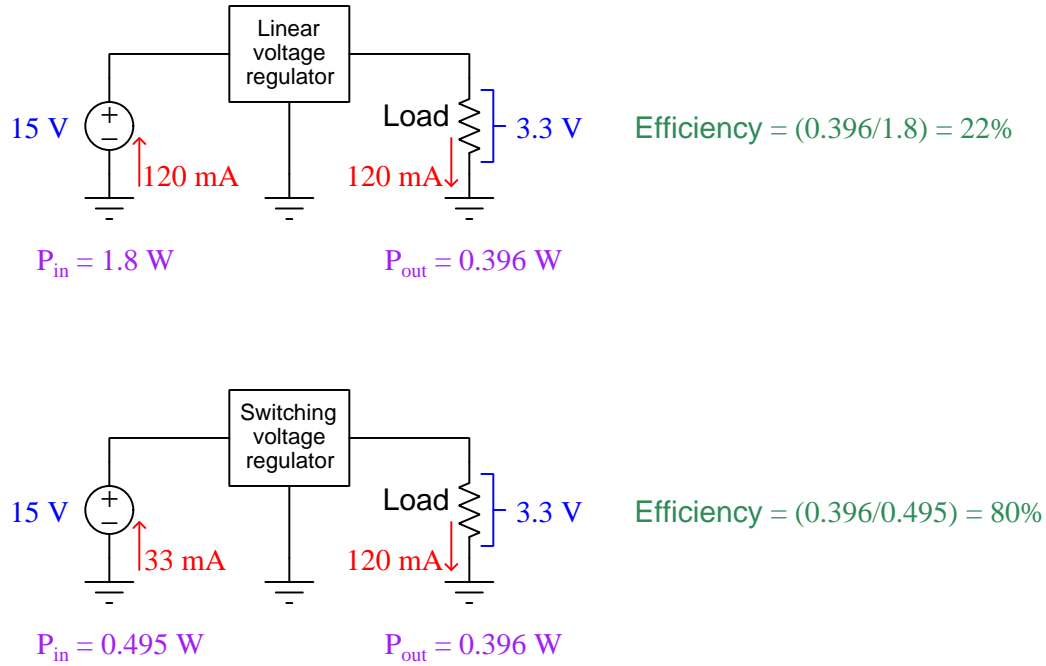 Linear
voltage
regulator
+
−
15 V
Load
3.3 V
Efficiency = (0.396/1.8) = 22%
120 mA
120 mA
P_in = 1.8 W
P_out = 0.396 W
Switching
voltage
regulator
+
−
15 V
Load
3.3 V
Efficiency = (0.396/0.495) = 80%
33 mA
120 mA
P_in = 0.495 W
P_out = 0.396 W